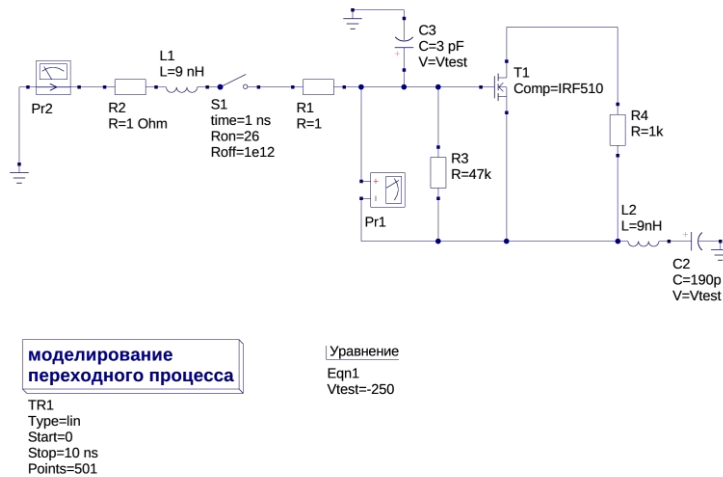 C3
C=3 pF
V=Vtest
L1
L=9 nH
T1
Comp=IRF510
Pr2
R2
R=1 Ohm
S1
time=1 ns
Ron=26
Roff=1e12
R1
R=1
R4
R=1k
R3
R=47k
Pr1
L2
L=9nH
C2
C=190p
V=Vtest
моделирование
переходного процесса
TR1
Type=lin
Start=0
Stop=10 ns
Points=501
Уравнение
Eqn1
Vtest=-250